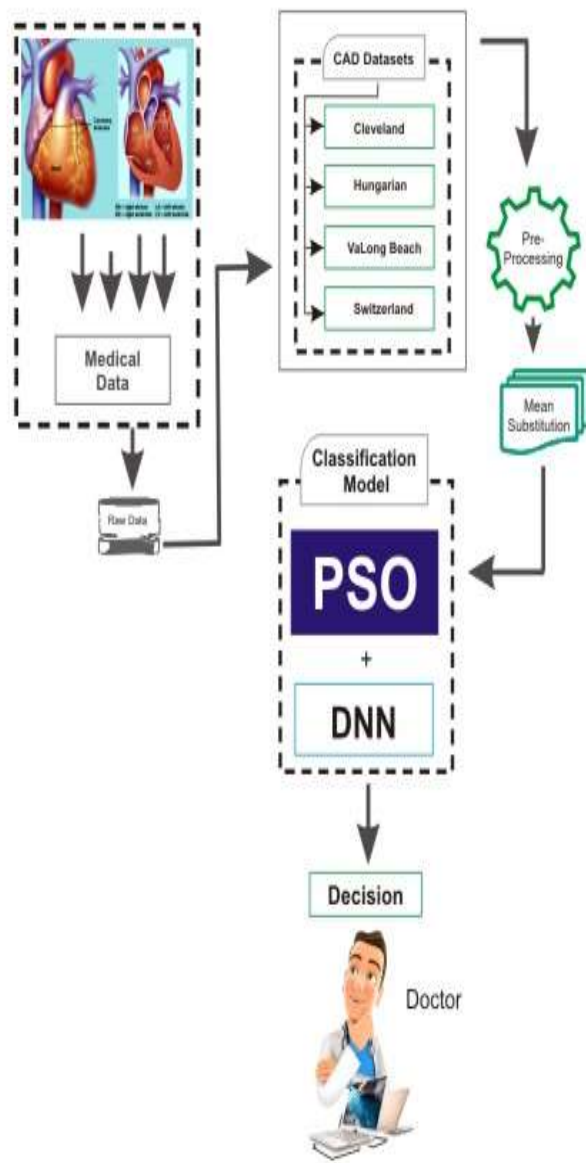 CAD Datasets
Cleveland
Hungarian
VaLong Beach
Switzerland
Pre-
Processing
Mean
Substitution
Medical
Data
Raw Data
Classification
Model
PSO
+
DNN
Decision
Doctor